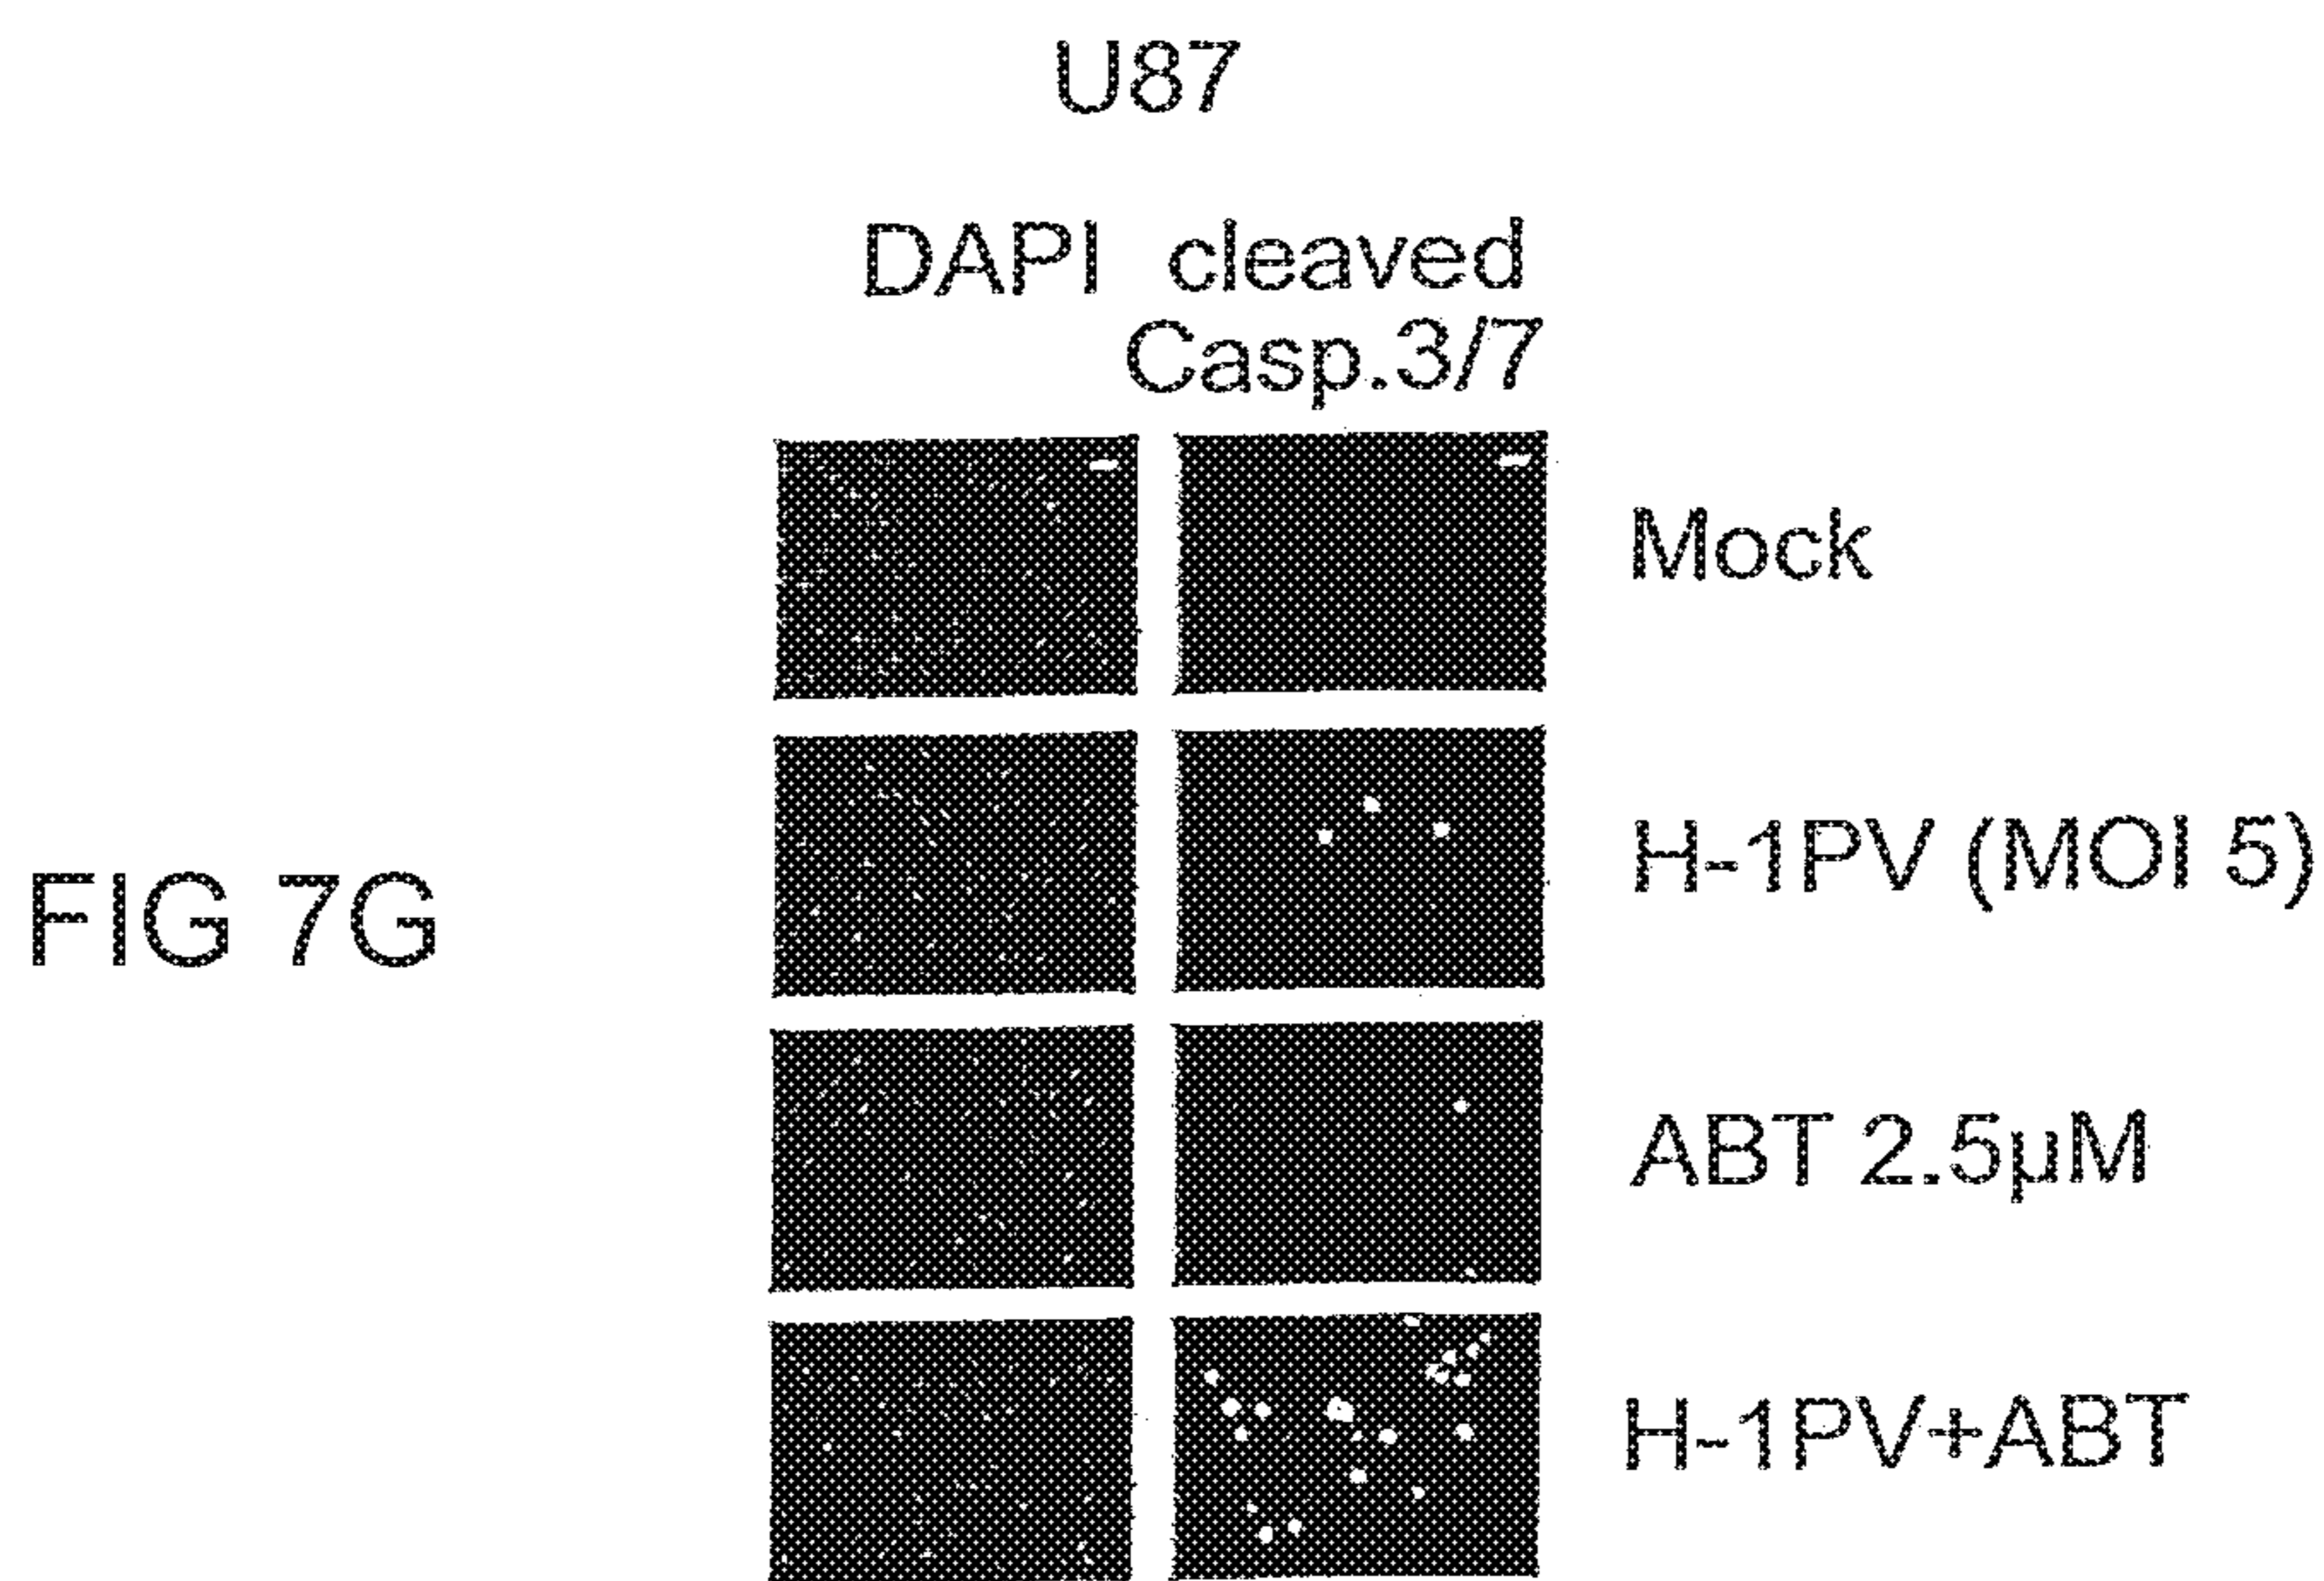 U87
DAPI cleaved
Casp.3/7
Mock
H-1PV (MOI 5)
FIG 7G
ABT 2.5µM
H-1PV+ABT